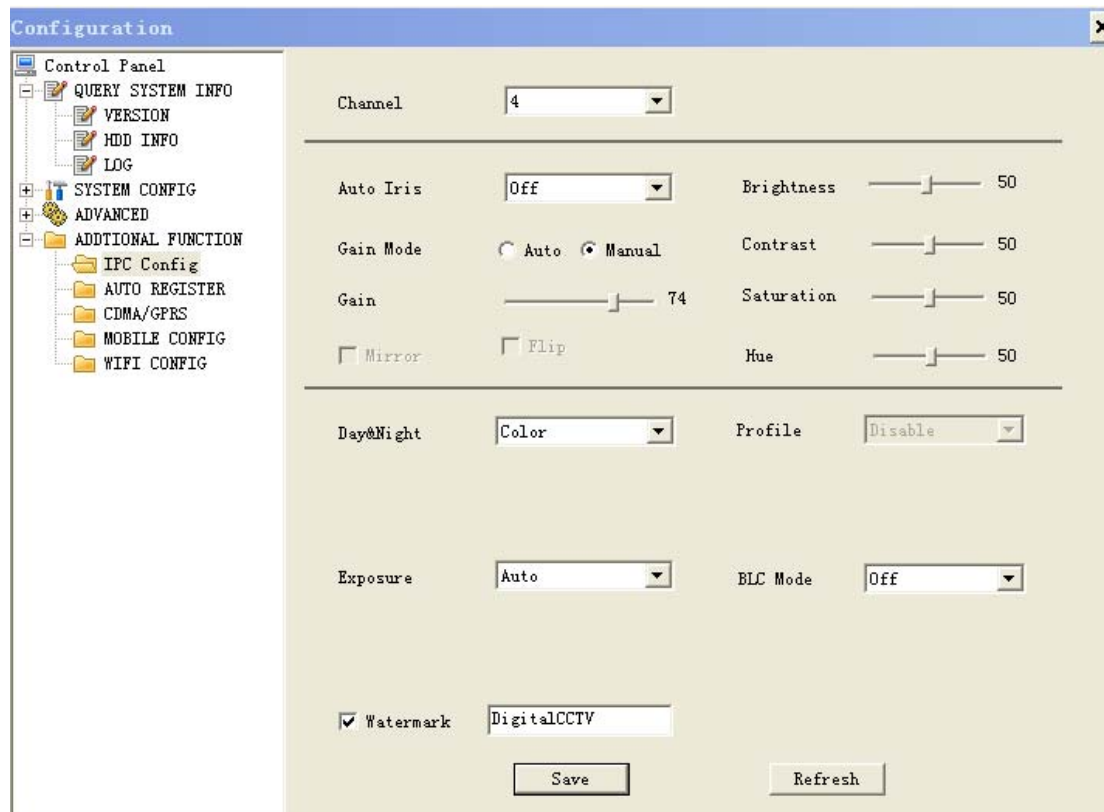 Configuration
Control Panel
QUERY SYSTEM INFO
VERSION
HDD INFO
LOG
SYSTEM CONFIG
ADVANCED
ADDTIONAL FUNCTION
IPC Config
AUTO REGISTER
CDMA/GPRS
MOBILE CONFIG
WIFI CONFIG
Channel 4
Auto Iris Off Brightness 50
Gain Mode Auto Manual Contrast 50
Gain 74 Saturation 50
Mirror Flip Hue 50
Day&Night Color Profile Disable
Exposure Auto BLC Mode Off
Watermark DigitalCCTV
Save Refresh